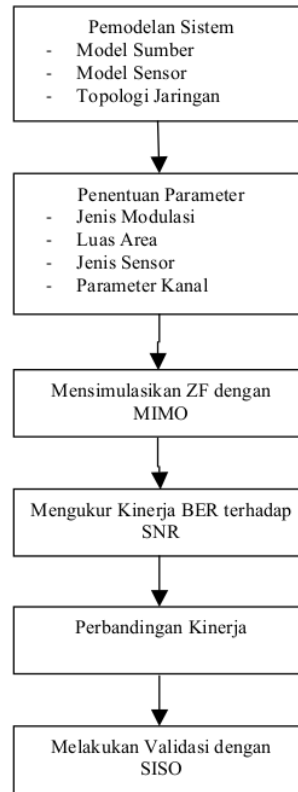 Pemodelan Sistem
- Model Sumber
- Model Sensor
- Topologi Jaringan
Penentuan Parameter
- Jenis Modulasi
- Luas Area
- Jenis Sensor
- Parameter Kanal
Mensimulasikan ZF dengan
MIMO
Mengukur Kinerja BER terhadap
SNR
Perbandingan Kinerja
Melakukan Validasi dengan
SISO